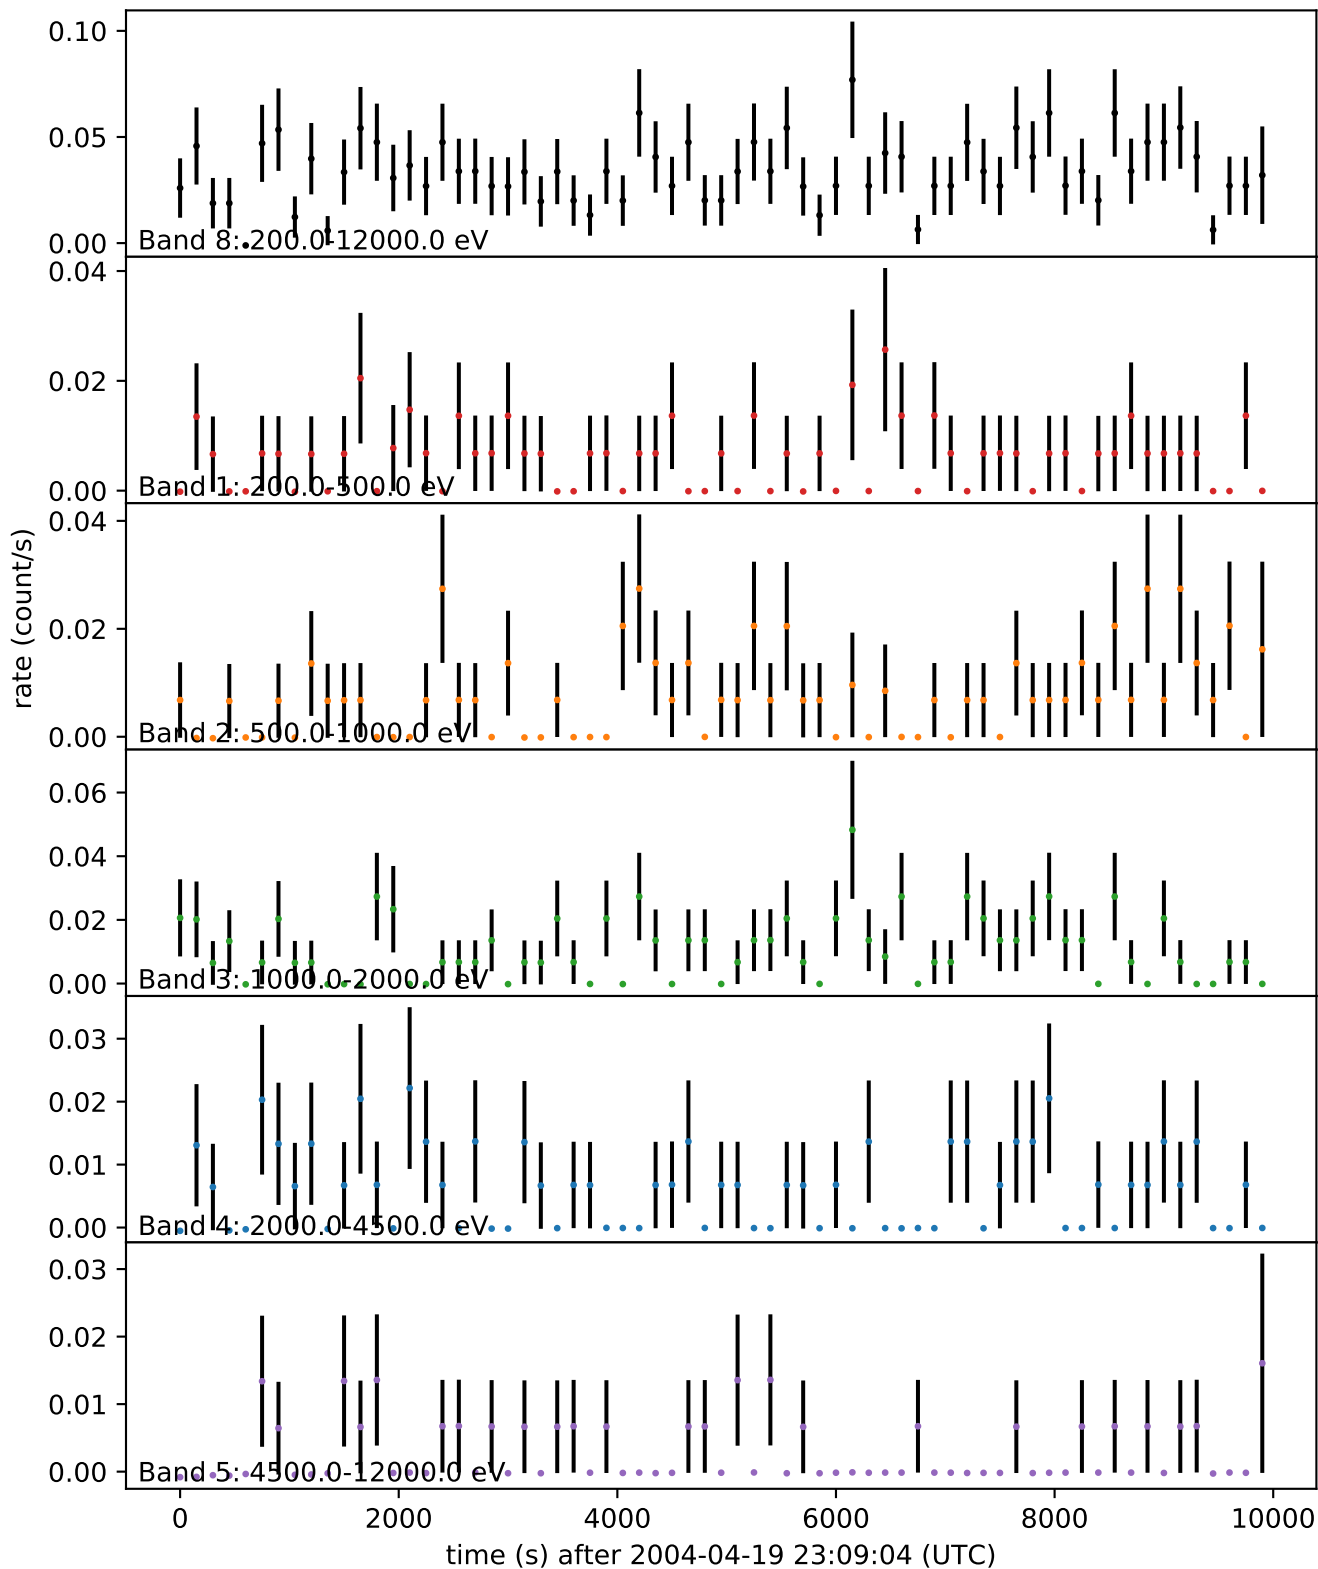 0.10
0.05
0.00
Band 8: 200.0-12000.0 eV
0.04
0.02
0.00
Band 1: 200.0-500.0 eV
0.04
0.02
0.00
Band 2: 500.0-1000.0 eV
rate (count/s)
0.06
0.04
0.02
0.00
Band 3: 1000.0-2000.0 eV
0.03
0.02
0.01
0.00
Band 4: 2000.0-4500.0 eV
0.03
0.02
0.01
0.00
Band 5: 4500.0-12000.0 eV
0 2000 4000 6000 8000 10000
time (s) after 2004-04-19 23:09:04 (UTC)